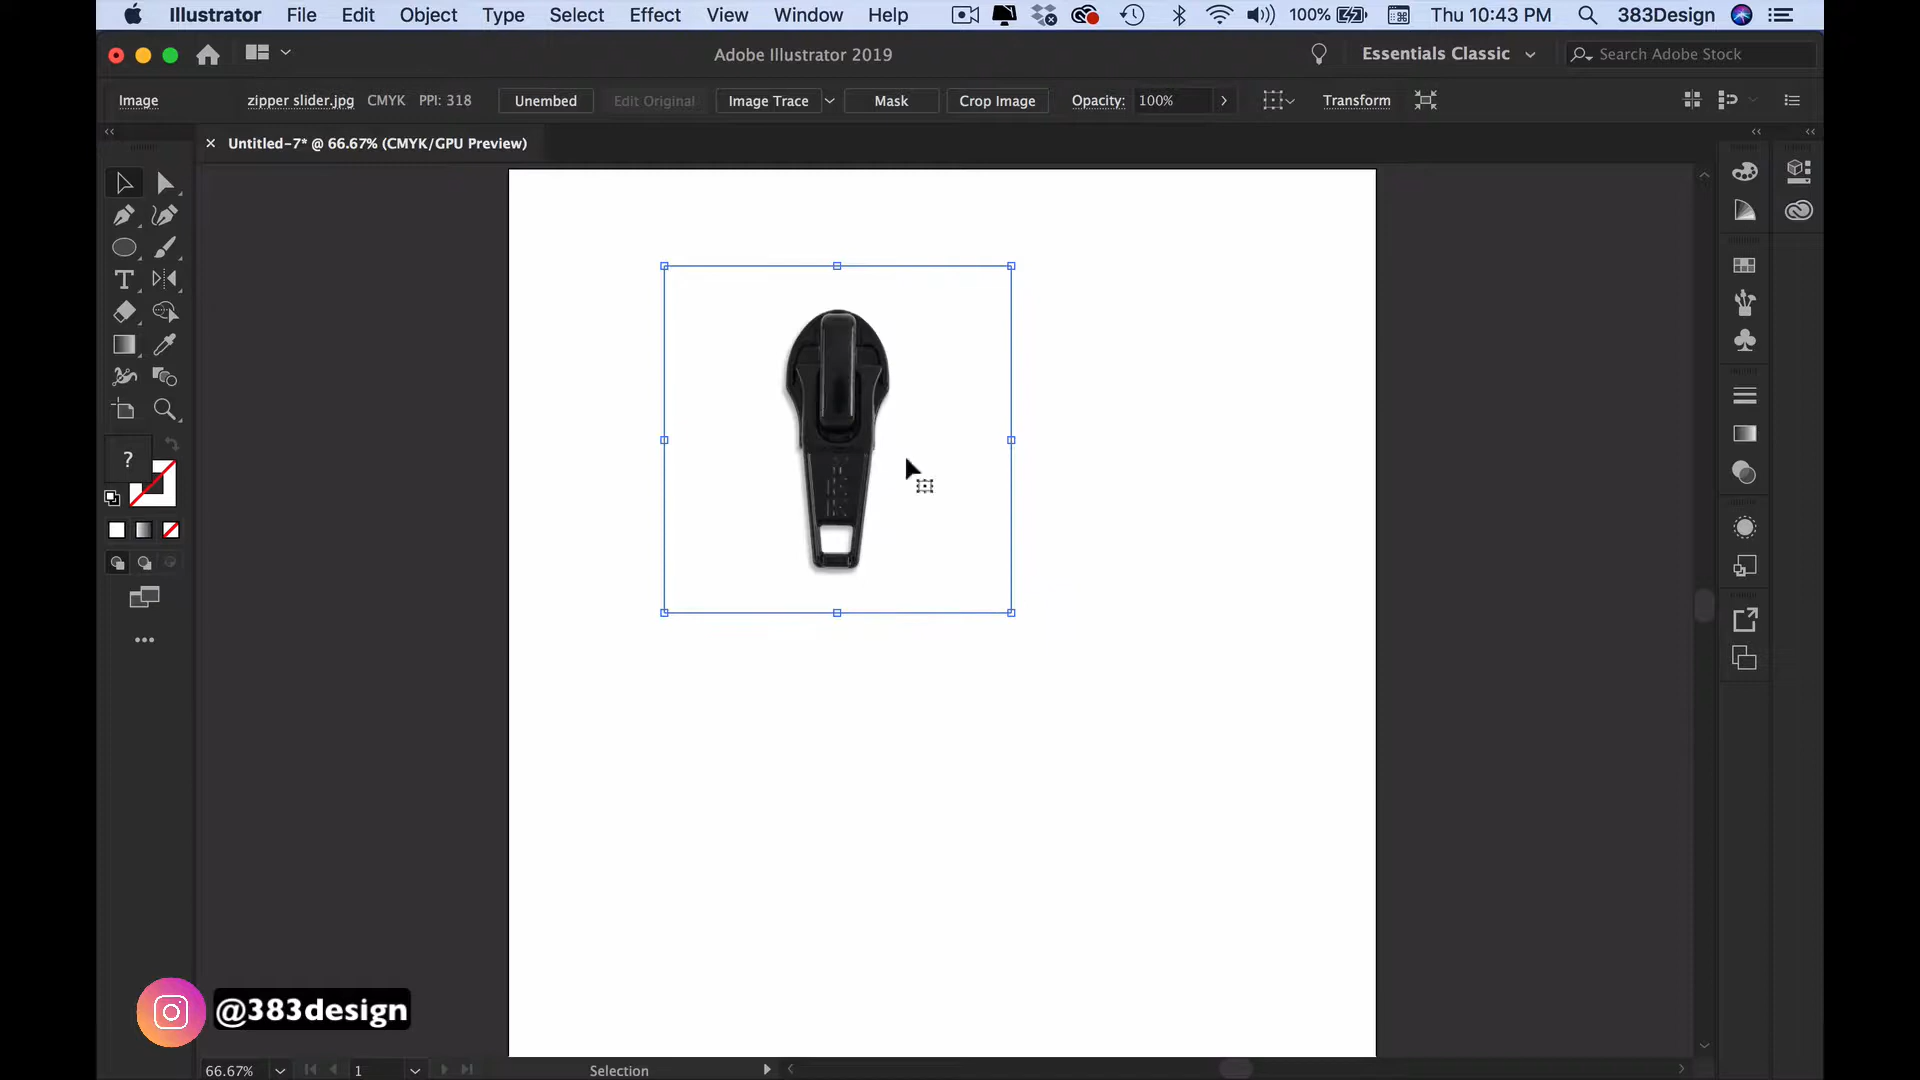 Illustrator File Edit Object Type Select Effect View Window Help 100% Thu 10:43 PM 383Design
Adobe Illustrator 2019 Essentials Classic Search Adobe Stock
Image zipper slider.jpg CMYK PPI: 318 Unembed Edit Original Image Trace Mask Crop Image Opacity: 100% Transform
Untitled-7* @ 66.67% (CMYK/GPU Preview)
T
?
@383design
66.67% 1 Selection